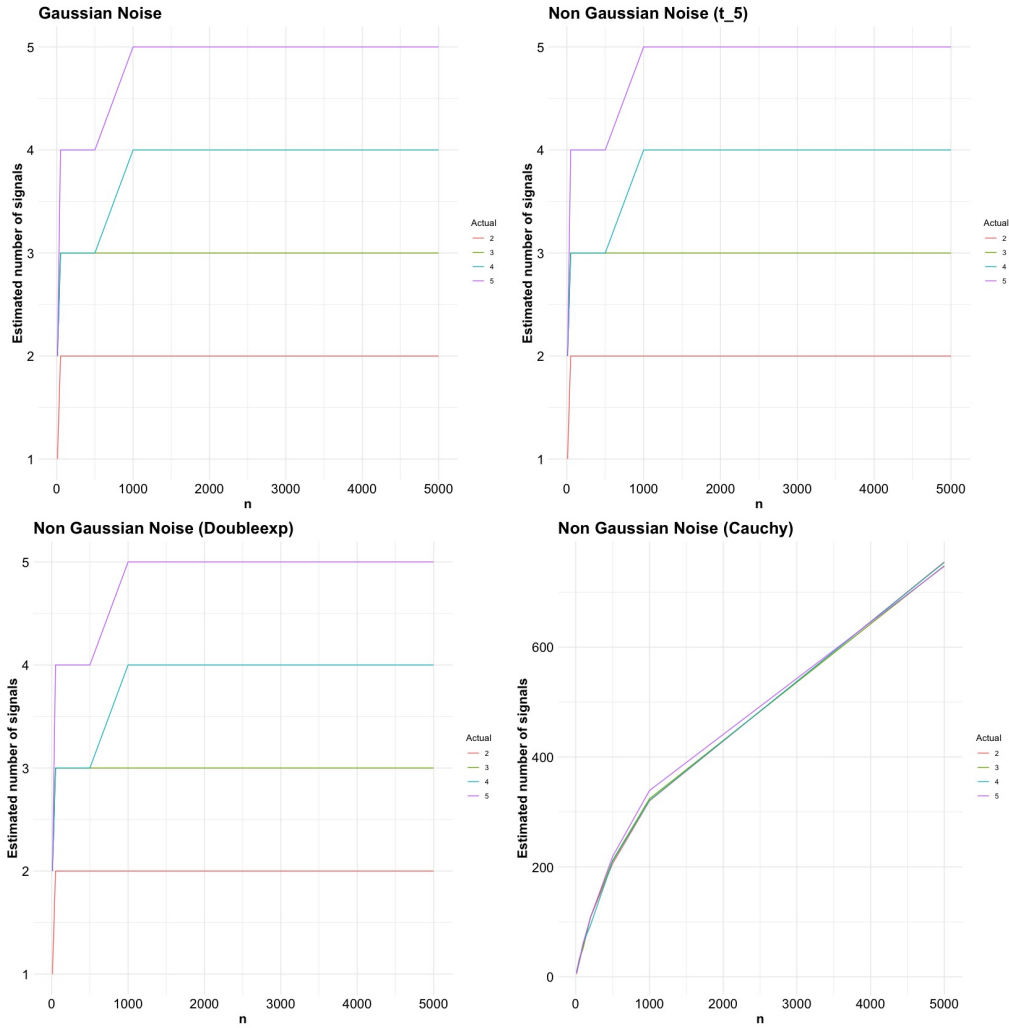 Gaussian Noise
Estimated number of signals
5
4
3
2
1
0 1000 2000 3000 4000 5000
n
Actual
2
3
4
5
Non Gaussian Noise (t_5)
Estimated number of signals
5
4
3
2
1
0 1000 2000 3000 4000 5000
n
Actual
2
3
4
5
Non Gaussian Noise (Doubleexp)
Estimated number of signals
5
4
3
2
1
0 1000 2000 3000 4000 5000
n
Actual
2
3
4
5
Non Gaussian Noise (Cauchy)
Estimated number of signals
600
400
200
0
0 1000 2000 3000 4000 5000
n
Actual
2
3
4
5